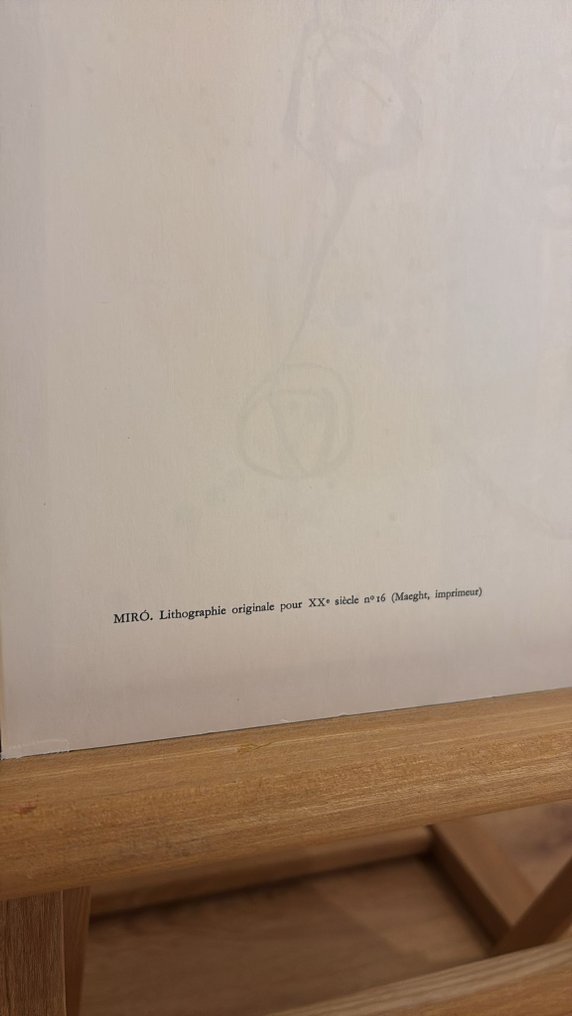 MIRÓ. Lithographie originale pour XXᵉ siècle nº 16 (Maeght, imprimeur)